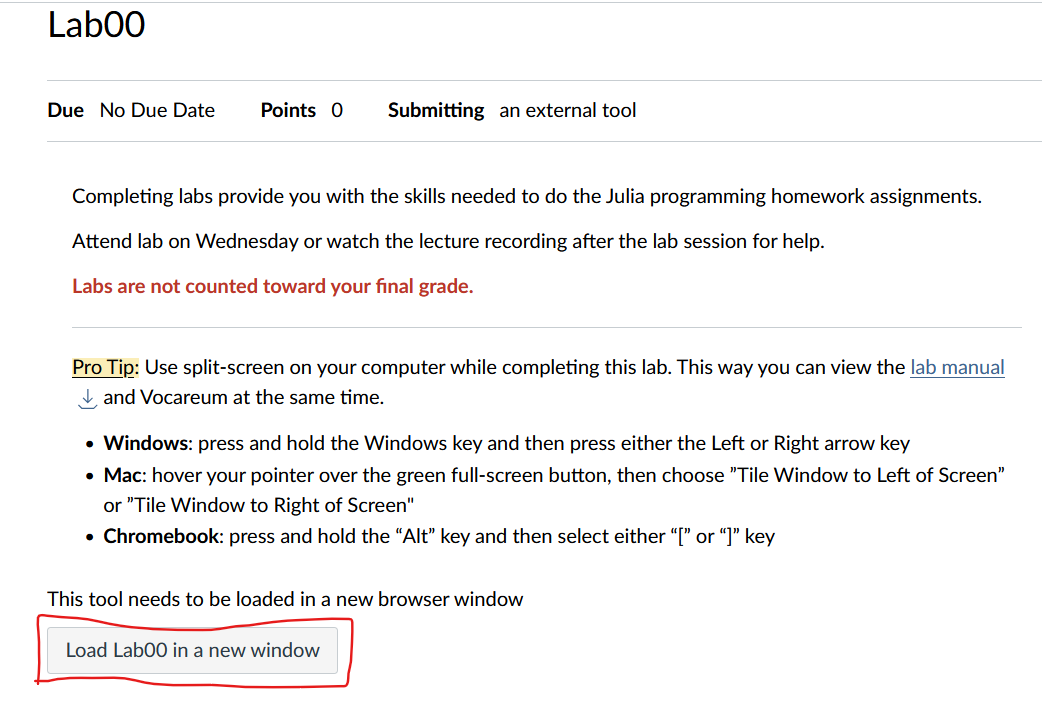 Lab00
Due No Due Date Points 0 Submitting an external tool
Completing labs provide you with the skills needed to do the Julia programming homework assignments.
Attend lab on Wednesday or watch the lecture recording after the lab session for help.
Labs are not counted toward your final grade.
Pro Tip: Use split-screen on your computer while completing this lab. This way you can view the lab manual
and Vocareum at the same time.
• Windows: press and hold the Windows key and then press either the Left or Right arrow key
• Mac: hover your pointer over the green full-screen button, then choose ”Tile Window to Left of Screen”
or ”Tile Window to Right of Screen"
• Chromebook: press and hold the “Alt” key and then select either “[” or “]” key
This tool needs to be loaded in a new browser window
Load Lab00 in a new window